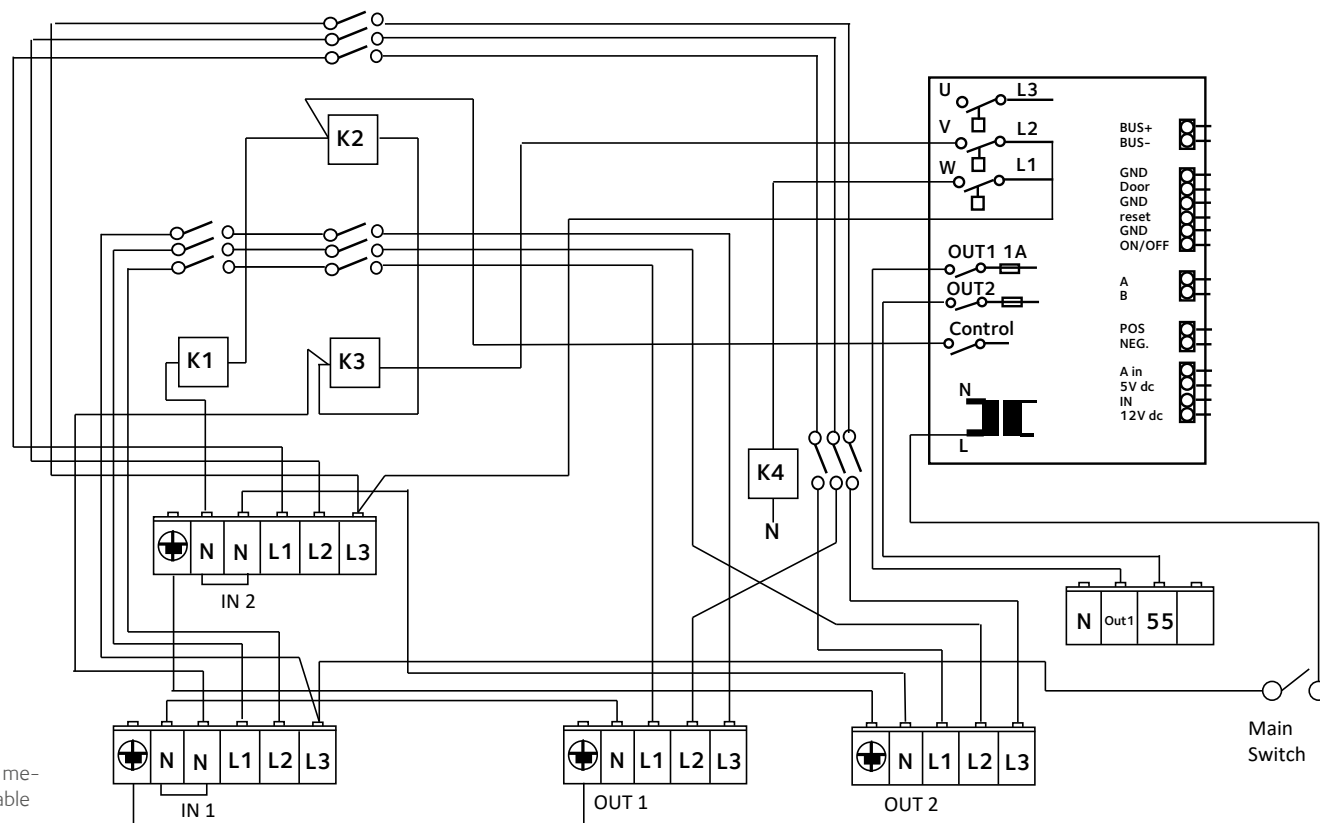 U L3
V L2
W L1
OUT1 1A
OUT2
Control
N
L
BUS+
BUS-
GND
Door
GND
reset
GND
ON/OFF
A
B
POS
NEG.
A in
5V dc
IN
12V dc
K2
K1
K3
K4
N
N N L1 L2 L3
IN 2
N Out1 55
Main
Switch
N N L1 L2 L3
IN 1
N L1 L2 L3
OUT 1
N L1 L2 L3
OUT 2
me-
able